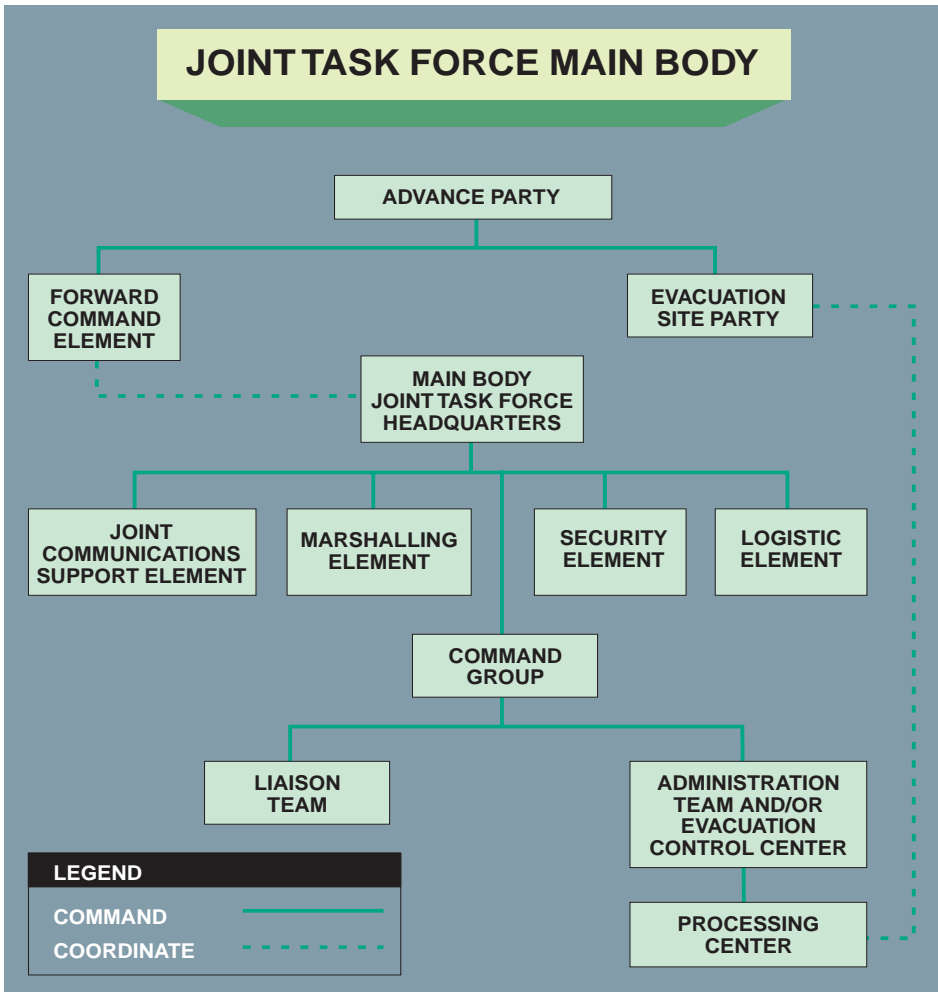 JOINT TASK FORCE MAIN BODY
ADVANCE PARTY
FORWARD
COMMAND
ELEMENT
EVACUATION
SITE PARTY
MAIN BODY
JOINT TASK FORCE
HEADQUARTERS
JOINT
COMMUNICATIONS
SUPPORT ELEMENT
MARSHALLING
ELEMENT
SECURITY
ELEMENT
LOGISTIC
ELEMENT
COMMAND
GROUP
LIAISON
TEAM
ADMINISTRATION
TEAM AND/OR
EVACUATION
CONTROL CENTER
PROCESSING
CENTER
LEGEND
COMMAND
COORDINATE